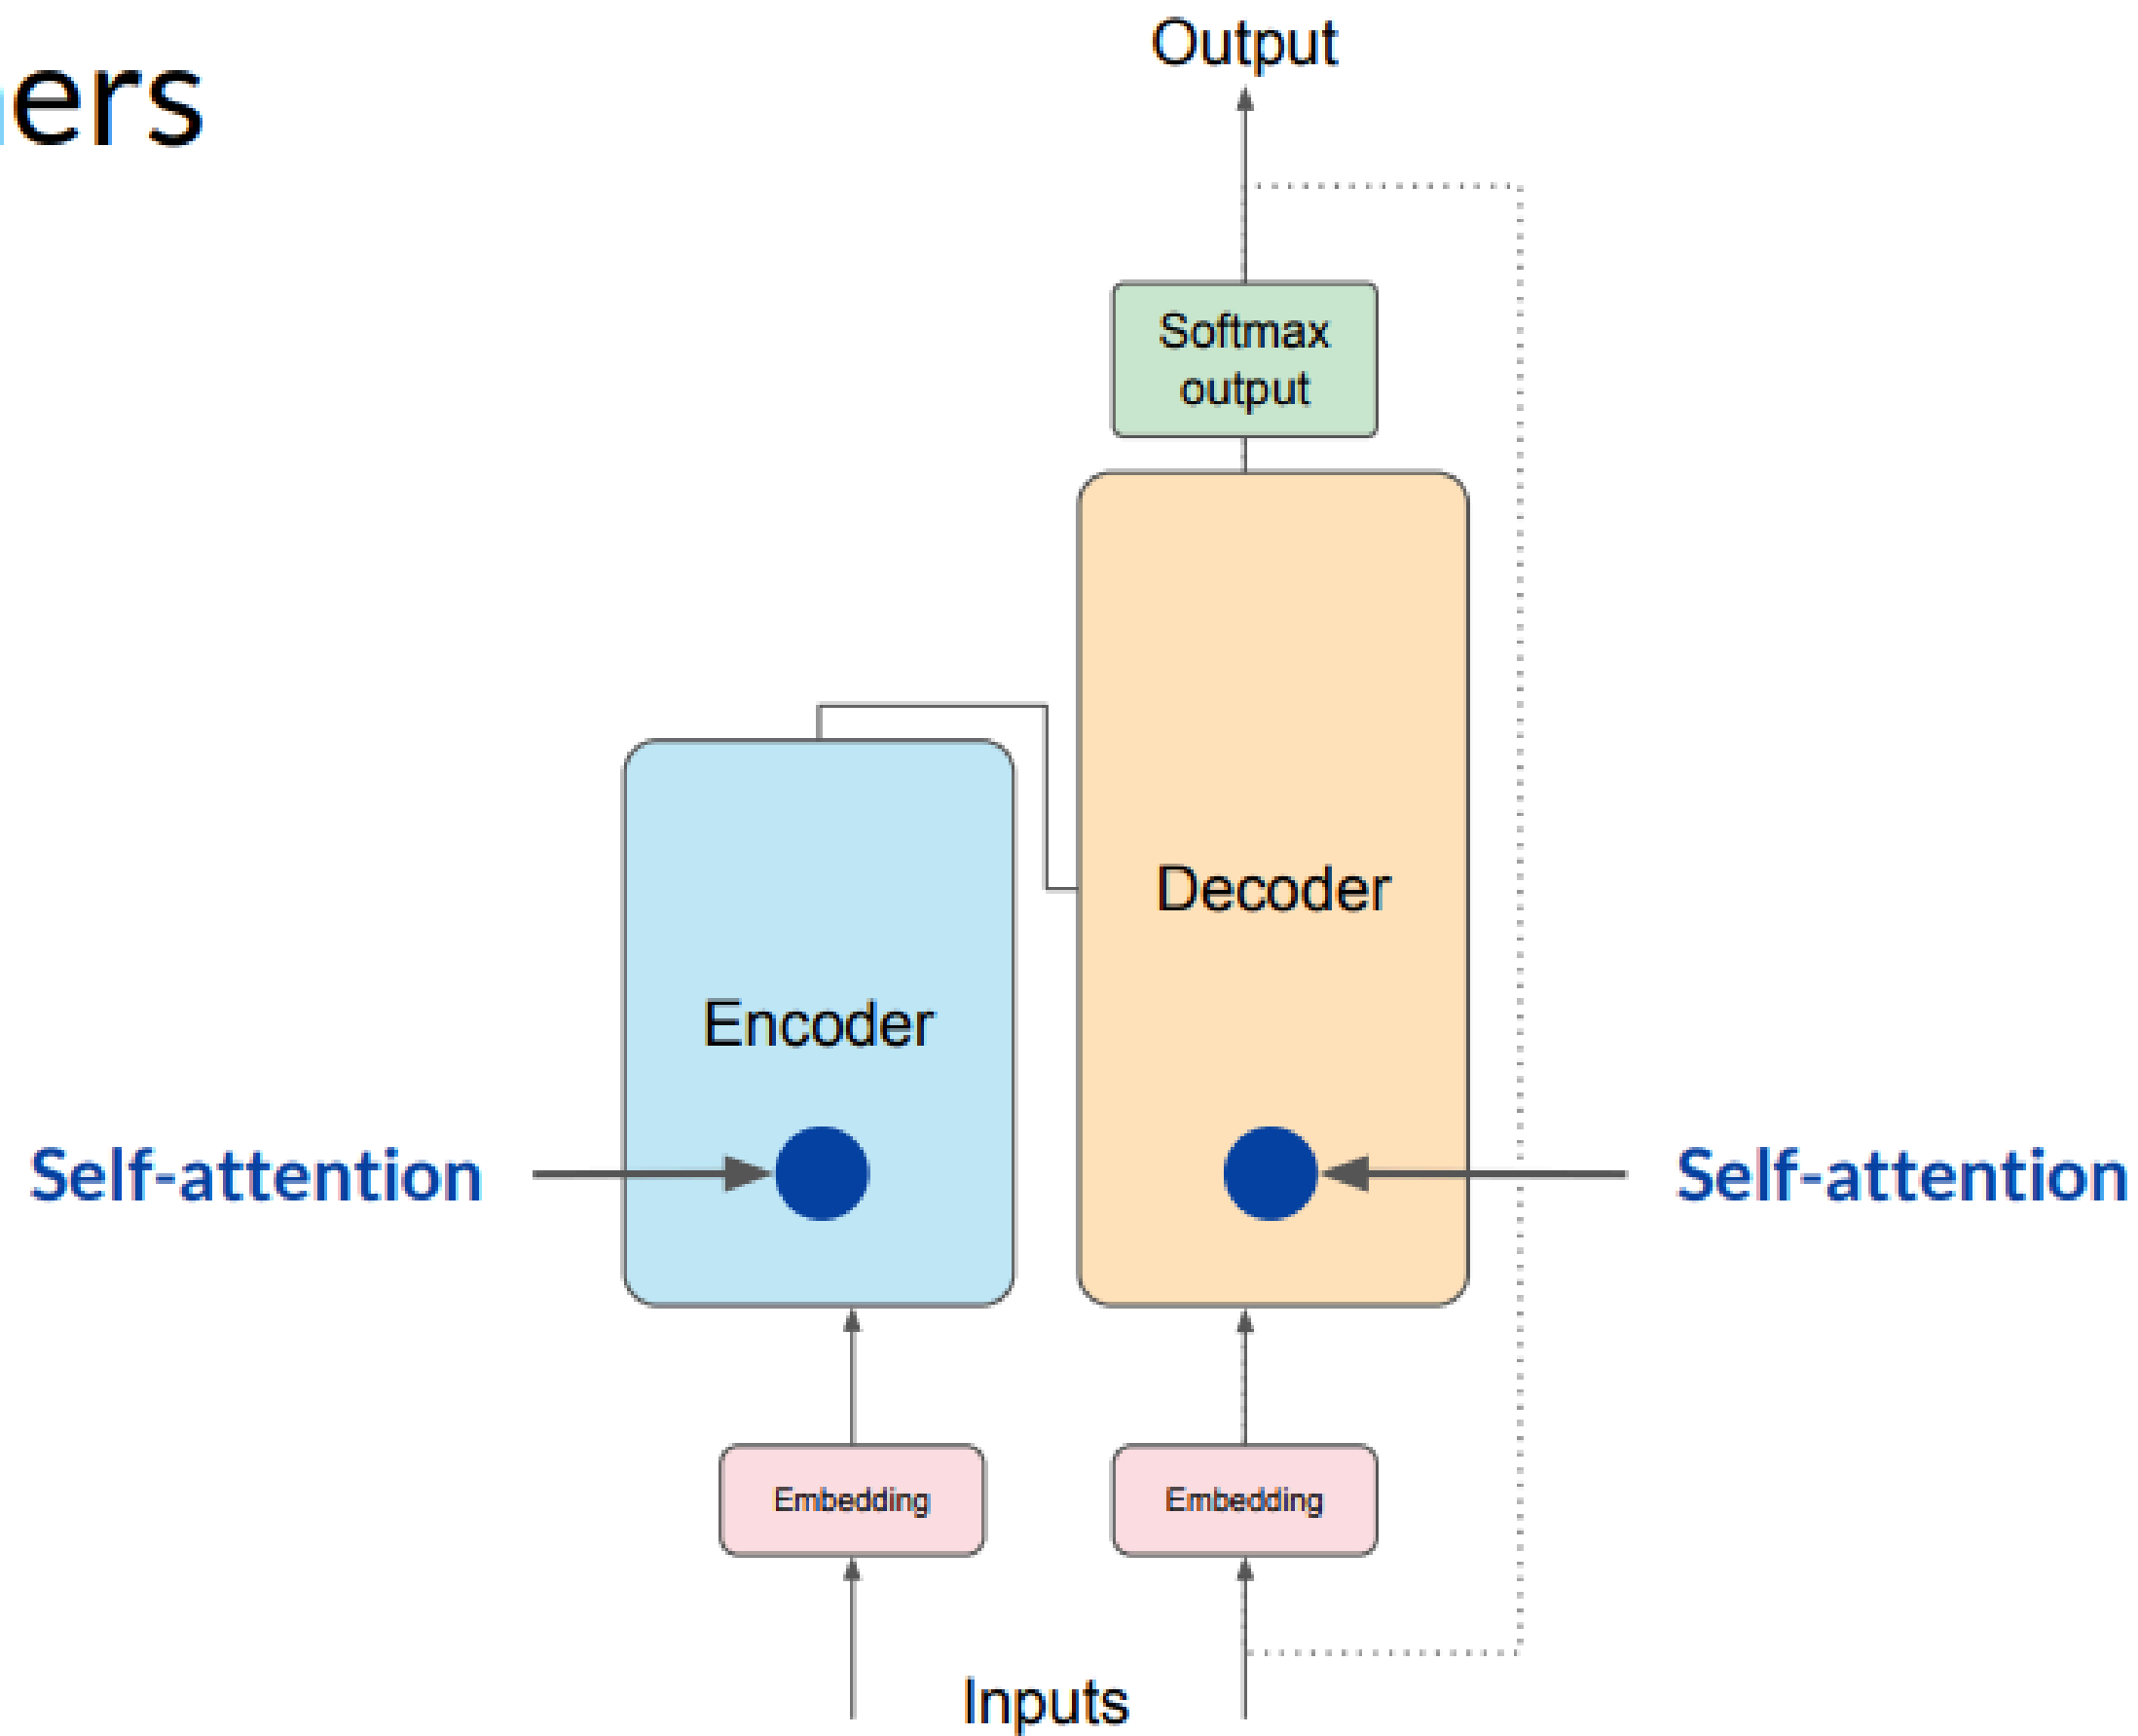 ers
Output
Softmax
output
Decoder
Encoder
Self-attention
Self-attention
Embedding
Embedding
Inputs